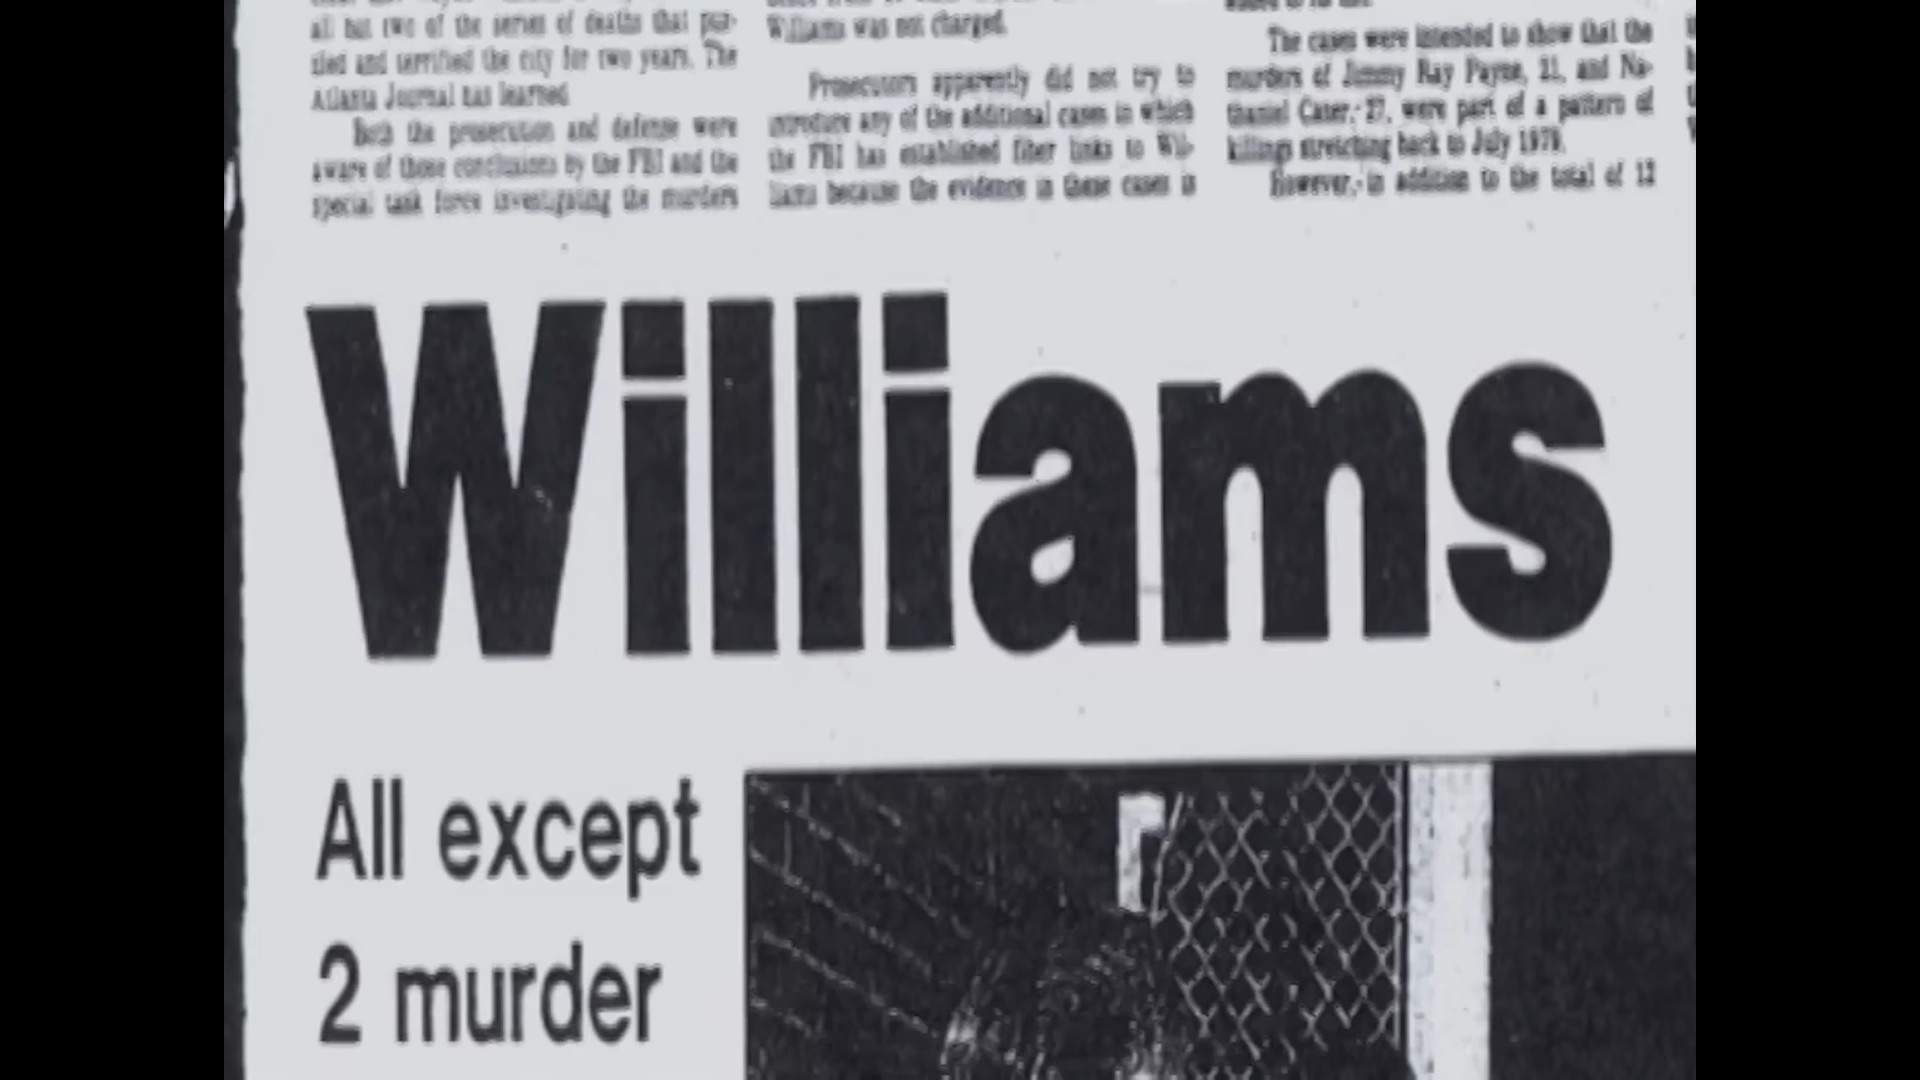 all but two of the series of deaths that puz-
zled and terrified the city for two years, The
Atlanta Journal has learned
Both the prosecution and defense were
aware of those conclusions by the FBI and the
special task force investigating the murders
Williams was not charged.
Prosecutors apparently did not try to
introduce any of the additional cases in which
the FBI has established fiber links to Wil-
liams because the evidence in these cases is
The cases were intended to show that the
murders of Jimmy Ray Payne, 21, and Na-
thaniel Cater, 27, were part of a pattern of
killings stretching back to July 1979.
However, in addition to the total of 12
Williams
All except
2 murder